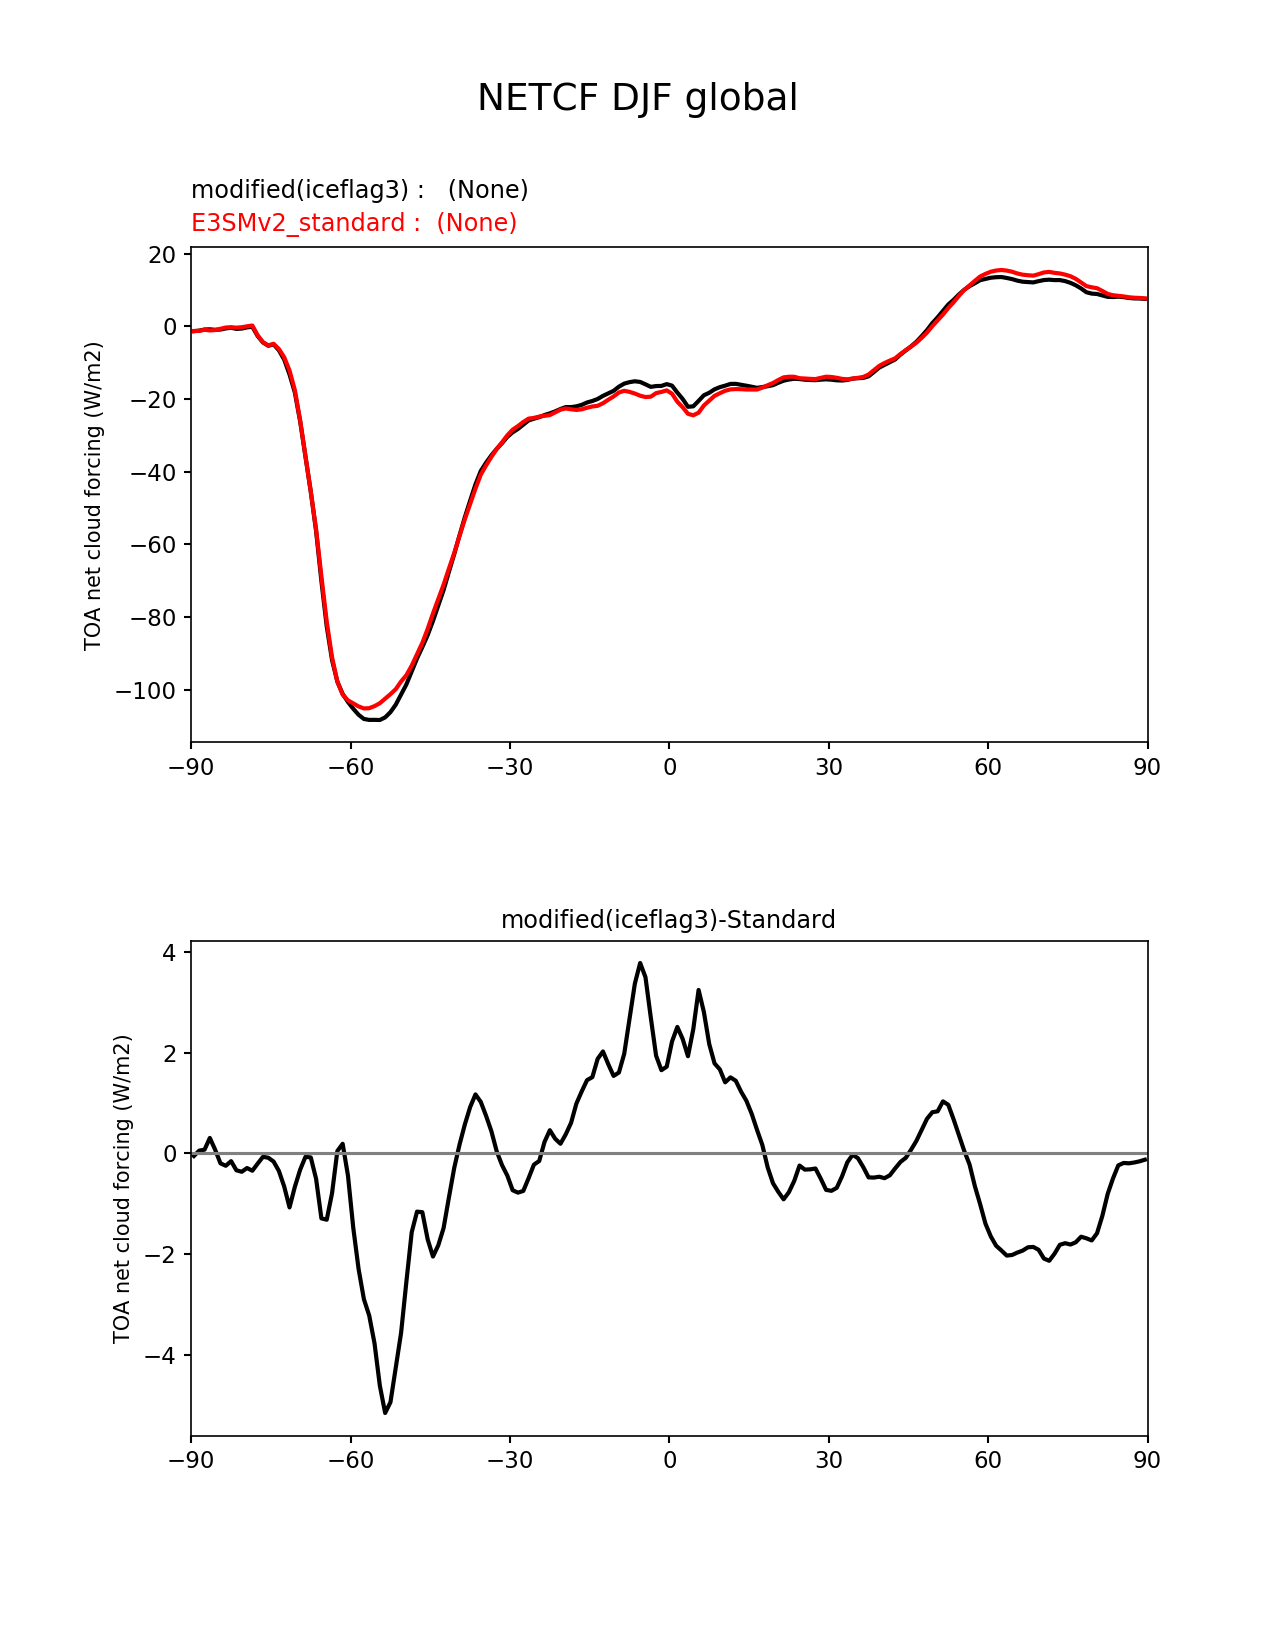 NETCF DJF global
modified(iceflag3) :   (None)
E3SMv2_standard :  (None)
TOA net cloud forcing (W/m2)
20
0
−20
−40
−60
−80
−100
−90 −60 −30 0 30 60 90
modified(iceflag3)-Standard
TOA net cloud forcing (W/m2)
4
2
0
−2
−4
−90 −60 −30 0 30 60 90